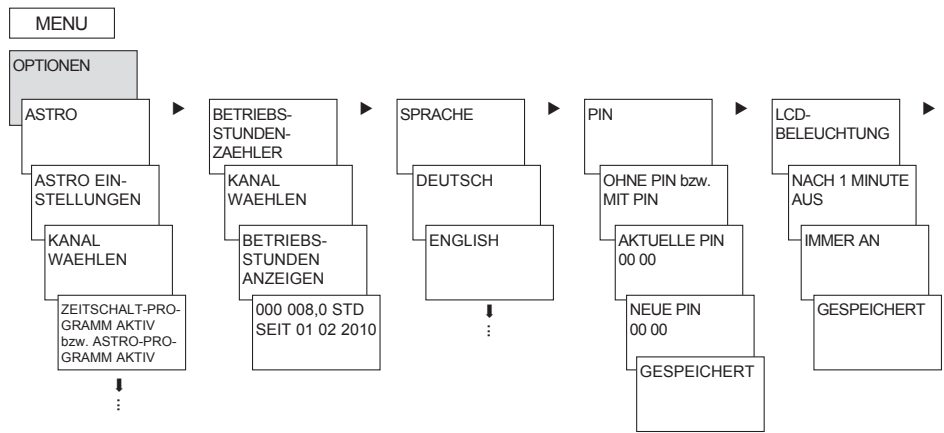 MENU
OPTIONEN
ASTRO
ASTRO EIN-
STELLUNGEN
KANAL
WAEHLEN
ZEITSCHALT-PRO-
GRAMM AKTIV
bzw. ASTRO-PRO-
GRAMM AKTIV
BETRIEBS-
STUNDEN-
ZAEHLER
KANAL
WAEHLEN
BETRIEBS-
STUNDEN
ANZEIGEN
000 008,0 STD
SEIT 01 02 2010
SPRACHE
DEUTSCH
ENGLISH
PIN
OHNE PIN bzw.
MIT PIN
AKTUELLE PIN
00 00
NEUE PIN
00 00
GESPEICHERT
LCD-
BELEUCHTUNG
NACH 1 MINUTE
AUS
IMMER AN
GESPEICHERT